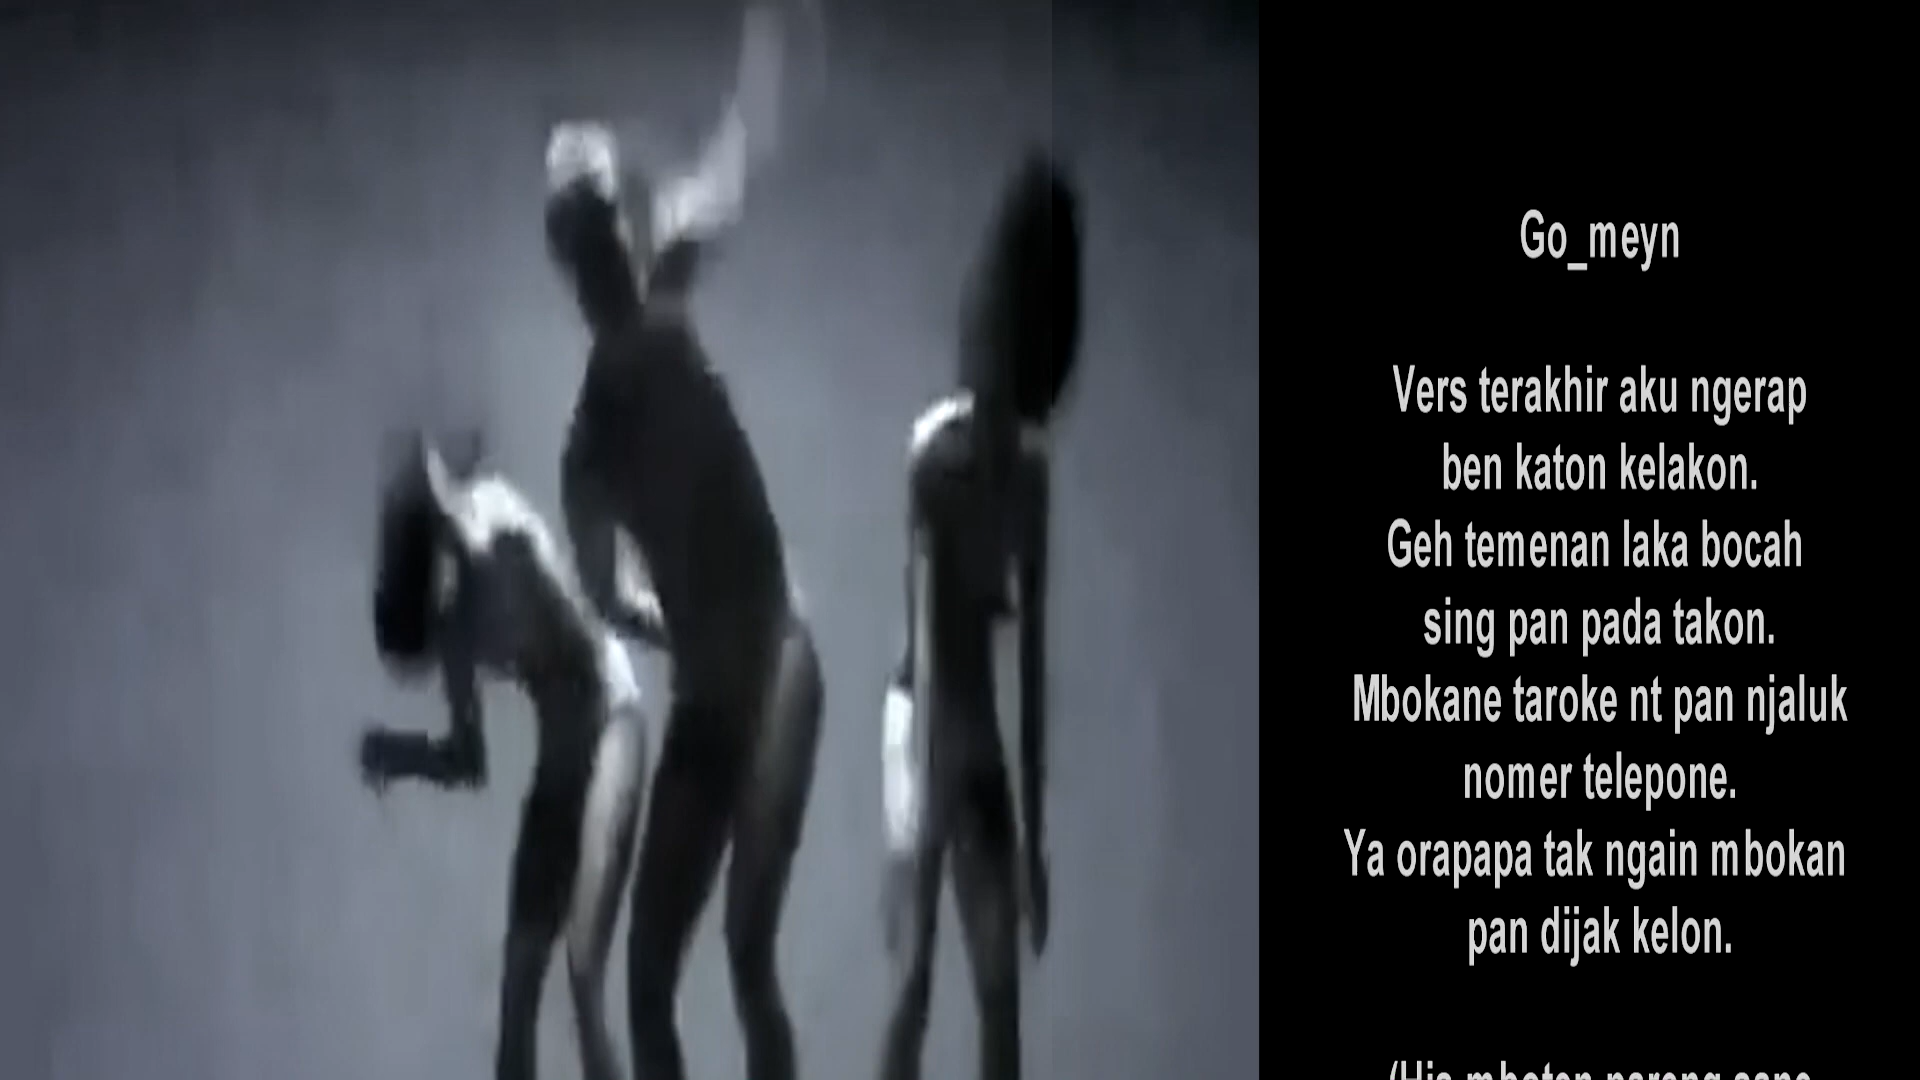 Go_meyn
Vers terakhir aku ngerap
ben katon kelakon.
Geh temenan laka bocah
sing pan pada takon.
Mbokane taroke nt pan njaluk
nomer telepone.
Ya orapapa tak ngain mbokan
pan dijak kelon.